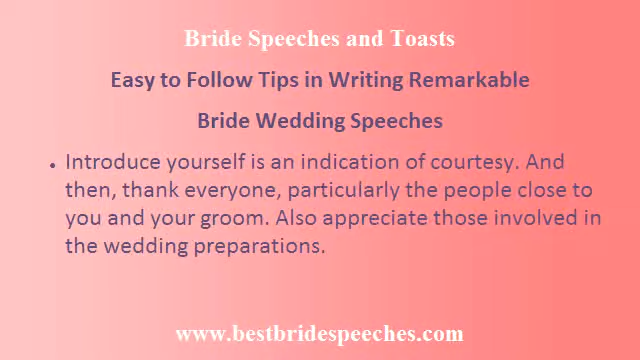 Bride Speeches and Toasts
Easy to Follow Tips in Writing Remarkable
Bride Wedding Speeches
• Introduce yourself is an indication of courtesy. And
then, thank everyone, particularly the people close to
you and your groom. Also appreciate those involved in
the wedding preparations.
www.bestbridespeeches.com